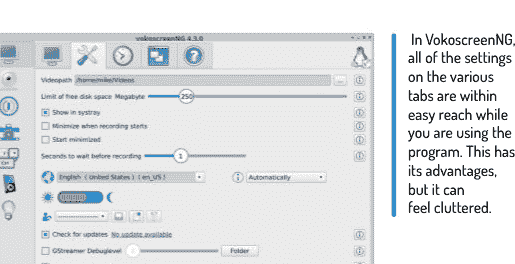 vokoscreenNG 4.3.0
Videopath /home/mike/Videos ...
Limit of free disk space Megabyte 250
Show in systray
Minimize when recording starts
Start minimized
Seconds to wait before recording 1
English ( United States ) ( en_US ) Automatically
Check for updates No update available
GStreamer Debuglevel Folder
In VokoscreenNG,
all of the settings
on the various
tabs are within
easy reach while
you are using the
program. This has
its advantages,
but it can
feel cluttered.